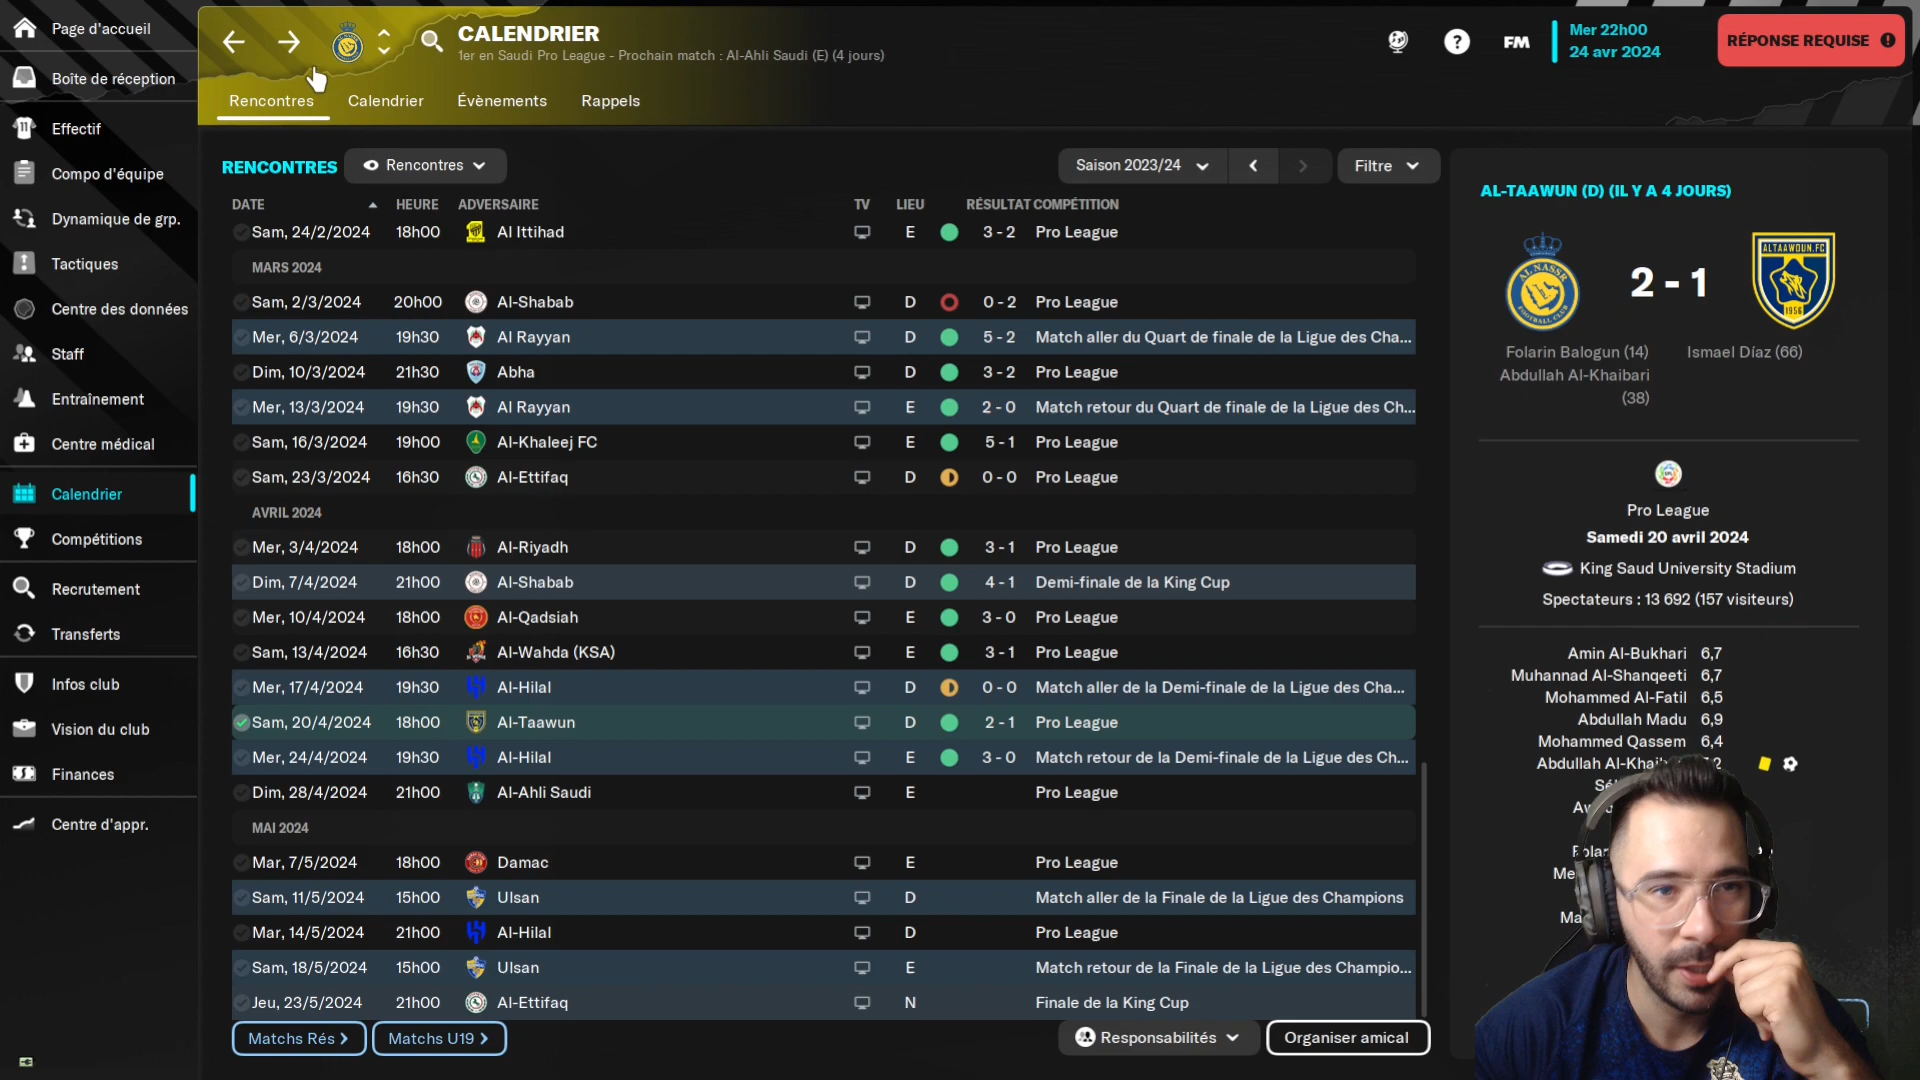 Page d'accueil
Boîte de réception
Effectif
Compo d'équipe
Dynamique de grp.
Tactiques
Centre des données
Staff
Entraînement
Centre médical
Calendrier
Compétitions
Recrutement
Transferts
Infos club
Vision du club
Finances
Centre d'appr.
CALENDRIER
1er en Saudi Pro League - Prochain match : Al-Ahli Saudi (E) (4 jours)
? FM
Mer 22h00
24 avr 2024
RÉPONSE REQUISE
Rencontres Calendrier Évènements Rappels
RENCONTRES Rencontres Saison 2023/24 Filtre
DATE HEURE ADVERSAIRE TV LIEU RÉSULTAT COMPÉTITION
Sam, 24/2/2024 18h00 Al Ittihad E 3 - 2 Pro League
MARS 2024
Sam, 2/3/2024 20h00 Al-Shabab D 0 - 2 Pro League
Mer, 6/3/2024 19h30 Al Rayyan D 5 - 2 Match aller du Quart de finale de la Ligue des Cha...
Dim, 10/3/2024 21h30 Abha D 3 - 2 Pro League
Mer, 13/3/2024 19h30 Al Rayyan E 2 - 0 Match retour du Quart de finale de la Ligue des Ch...
Sam, 16/3/2024 19h00 Al-Khaleej FC E 5 - 1 Pro League
Sam, 23/3/2024 16h30 Al-Ettifaq D 0 - 0 Pro League
AVRIL 2024
Mer, 3/4/2024 18h00 Al-Riyadh D 3 - 1 Pro League
Dim, 7/4/2024 21h00 Al-Shabab D 4 - 1 Demi-finale de la King Cup
Mer, 10/4/2024 18h00 Al-Qadsiah E 3 - 0 Pro League
Sam, 13/4/2024 16h30 Al-Wahda (KSA) E 3 - 1 Pro League
Mer, 17/4/2024 19h30 Al-Hilal D 0 - 0 Match aller de la Demi-finale de la Ligue des Cha...
Sam, 20/4/2024 18h00 Al-Taawun D 2 - 1 Pro League
Mer, 24/4/2024 19h30 Al-Hilal E 3 - 0 Match retour de la Demi-finale de la Ligue des Ch...
Dim, 28/4/2024 21h00 Al-Ahli Saudi E Pro League
MAI 2024
Mar, 7/5/2024 18h00 Damac E Pro League
Sam, 11/5/2024 15h00 Ulsan D Match aller de la Finale de la Ligue des Champions
Mar, 14/5/2024 21h00 Al-Hilal D Pro League
Sam, 18/5/2024 15h00 Ulsan E Match retour de la Finale de la Ligue des Champio...
Jeu, 23/5/2024 21h00 Al-Ettifaq N Finale de la King Cup
Matchs Rés Matchs U19 Responsabilités Organiser amical
AL-TAAWUN (D) (IL Y A 4 JOURS)
AL NASSR
FOOTBALL CLUB
2 - 1
ALTAAWOUN.FC
1956
Folarin Balogun (14)
Abdullah Al-Khaibari
(38)
Ismael Díaz (66)
Pro League
Samedi 20 avril 2024
King Saud University Stadium
Spectateurs : 13 692 (157 visiteurs)
Amin Al-Bukhari 6,7
Muhannad Al-Shanqeeti 6,7
Mohammed Al-Fatil 6,5
Abdullah Madu 6,9
Mohammed Qassem 6,4
Abdullah Al-Khaib